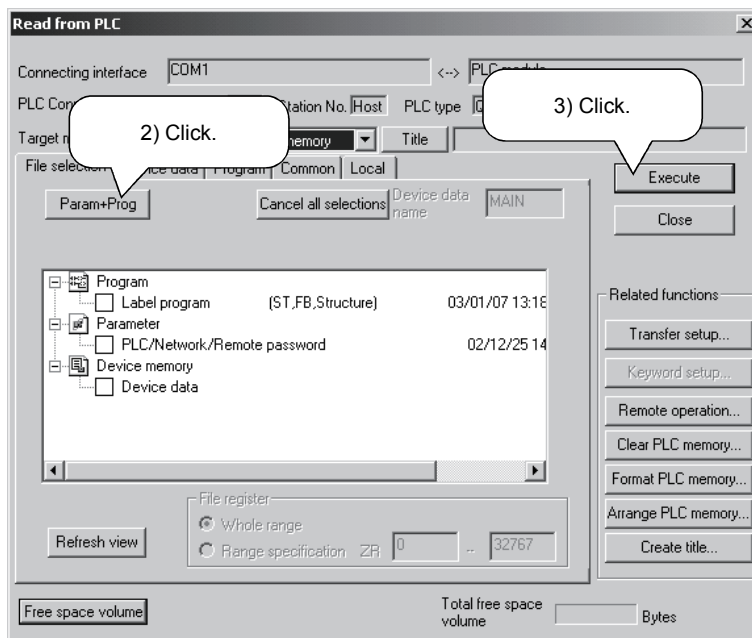 Read from PLC
Connecting interface COM1 <--> PLC module
PLC Con Station No. Host PLC type Q
2) Click.
3) Click.
Target m memory Title
File selection ice data Program Common Local
Execute
Param+Prog Cancel all selections Device data name MAIN
Close
Program
Label program (ST,FB,Structure) 03/01/07 13:18
Parameter
PLC/Network/Remote password 02/12/25 14
Device memory
Device data
Related functions
Transfer setup...
Keyword setup...
Remote operation...
Clear PLC memory...
Format PLC memory...
Arrange PLC memory...
Create title...
File register
Whole range
Refresh view
Range specification ZR 0 -- 32767
Free space volume
Total free space volume Bytes